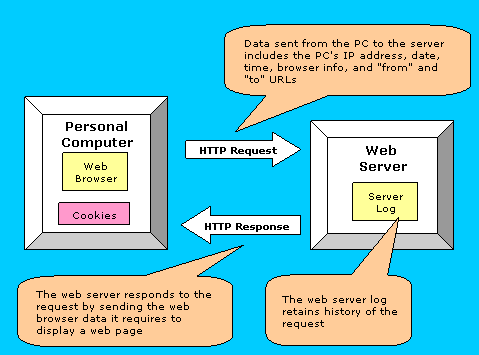 Data sent from the PC to the server
includes the PC's IP address, date,
time, browser info, and "from" and
"to" URLs
Personal
Computer
Web
Browser
Cookies
HTTP Request
Web
Server
Server
Log
HTTP Response
The web server responds to the
request by sending the web
browser data it requires to
display a web page
The web server log
retains history of the
request